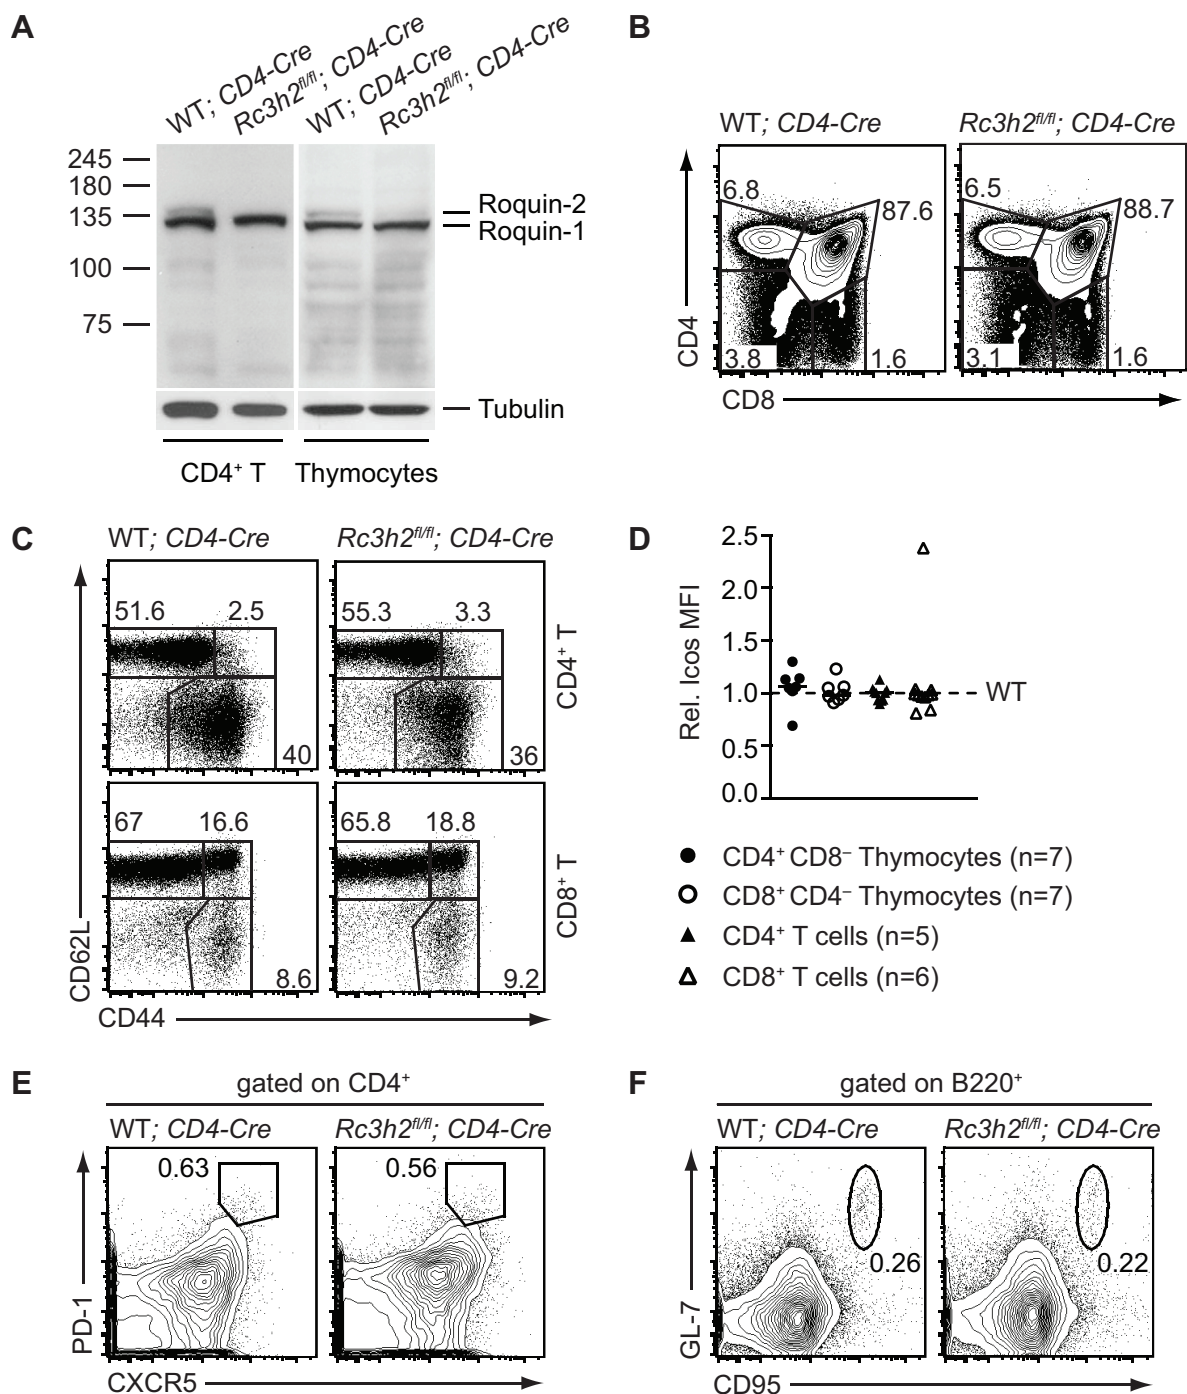 A
WT; CD4-Cre
Rc3h2fl/fl; CD4-Cre
WT; CD4-Cre
Rc3h2fl/fl; CD4-Cre
245
180
135
100
75
Roquin-2
Roquin-1
Tubulin
CD4+ T
Thymocytes
B
WT; CD4-Cre
Rc3h2fl/fl; CD4-Cre
6.8
87.6
3.8
1.6
6.5
88.7
3.1
1.6
CD4
CD8
C
WT; CD4-Cre
Rc3h2fl/fl; CD4-Cre
51.6
2.5
40
55.3
3.3
36
CD4+ T
67
16.6
8.6
65.8
18.8
9.2
CD8+ T
CD62L
CD44
D
2.5
2.0
1.5
1.0
0.5
0.0
Rel. Icos MFI
WT
CD4+ CD8– Thymocytes (n=7)
CD8+ CD4– Thymocytes (n=7)
CD4+ T cells (n=5)
CD8+ T cells (n=6)
E
gated on CD4+
WT; CD4-Cre
Rc3h2fl/fl; CD4-Cre
0.63
0.56
PD-1
CXCR5
F
gated on B220+
WT; CD4-Cre
Rc3h2fl/fl; CD4-Cre
0.26
0.22
GL-7
CD95